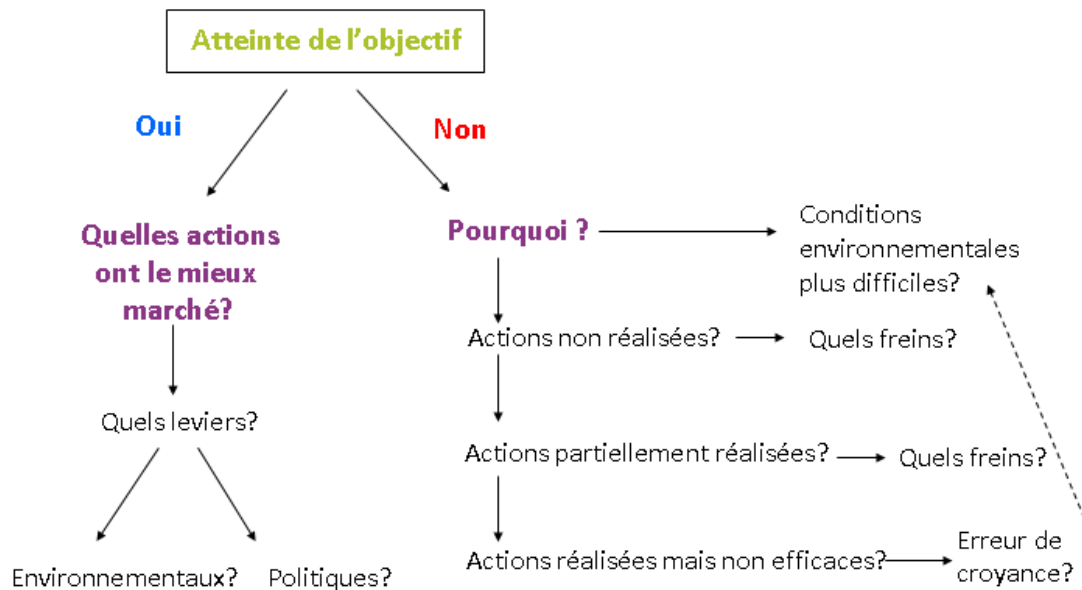 Atteinte de l'objectif
Oui
Non
Quelles actions
ont le mieux
marché?
Pourquoi ?
Conditions
environnementales
plus difficiles?
Actions non réalisées?
Quels freins?
Quels leviers?
Actions partiellement réalisées?
Quels freins?
Environnementaux?
Politiques?
Actions réalisées mais non efficaces?
Erreur de
croyance?